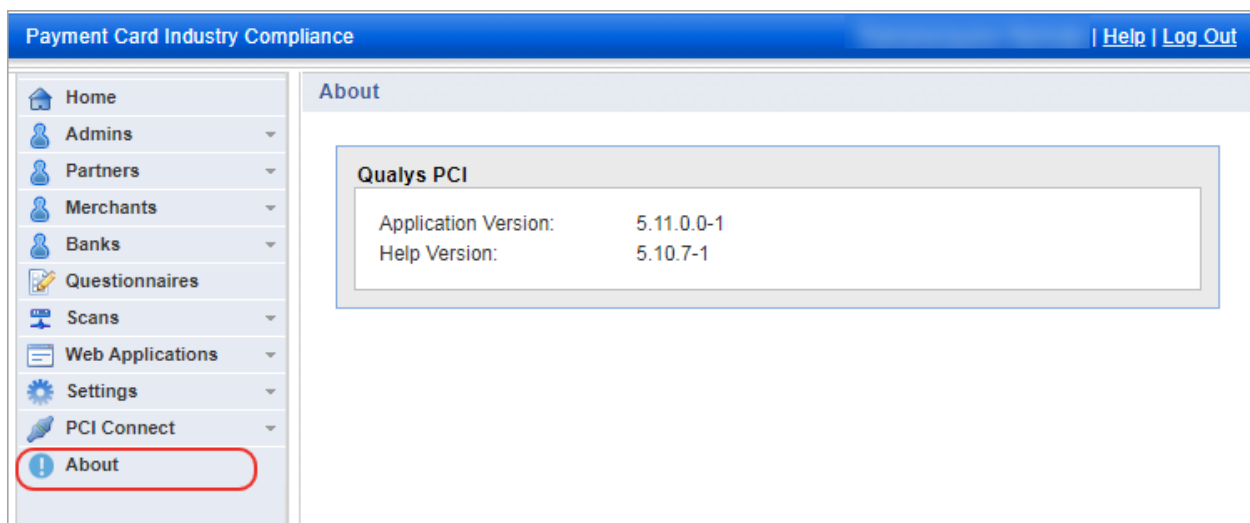 Payment Card Industry Compliance
| Help | Log Out
Home
Admins
Partners
Merchants
Banks
Questionnaires
Scans
Web Applications
Settings
PCI Connect
About
About
Qualys PCI
Application Version: 5.11.0.0-1
Help Version: 5.10.7-1